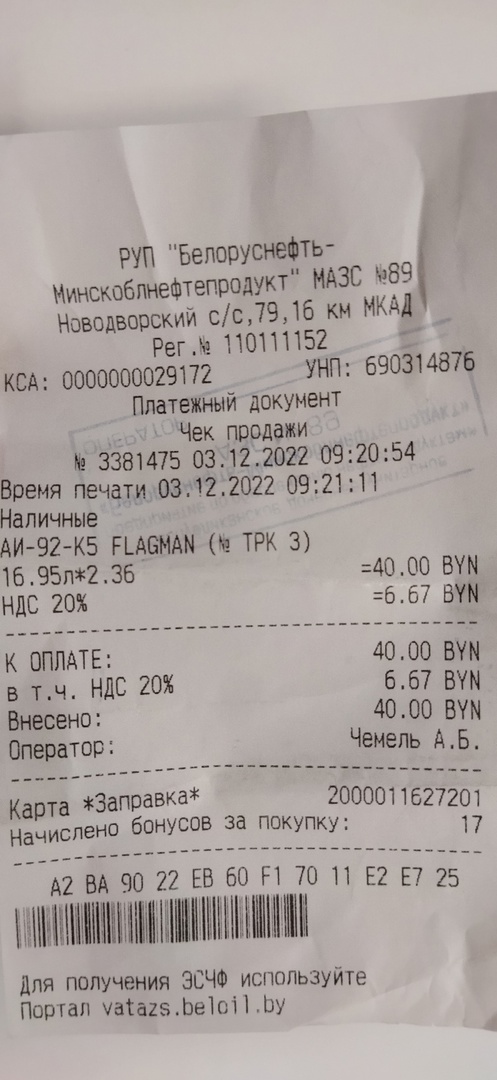 РУП "Белоруснефть-
Минскоблнефтепродукт" МАЗС №89
Новодворский с/с,79,16 км МКАД
Рег.№ 110111152
КСА: 0000000029172 УНП: 690314876
Платежный документ
Чек продажи
№ 3381475 03.12.2022 09:20:54
Время печати 03.12.2022 09:21:11
Наличные
АИ-92-К5 FLAGMAN (№ ТРК 3)
16.95л*2.36 =40.00 BYN
НДС 20% =6.67 BYN
К ОПЛАТЕ: 40.00 BYN
в т.ч. НДС 20% 6.67 BYN
Внесено: 40.00 BYN
Оператор: Чемель А.Б.
Карта *Заправка* 2000011627201
Начислено бонусов за покупку: 17
A2 BA 90 22 EB 60 F1 70 11 E2 E7 25
Для получения ЭСЧФ используйте
Портал vatazs.beloil.by